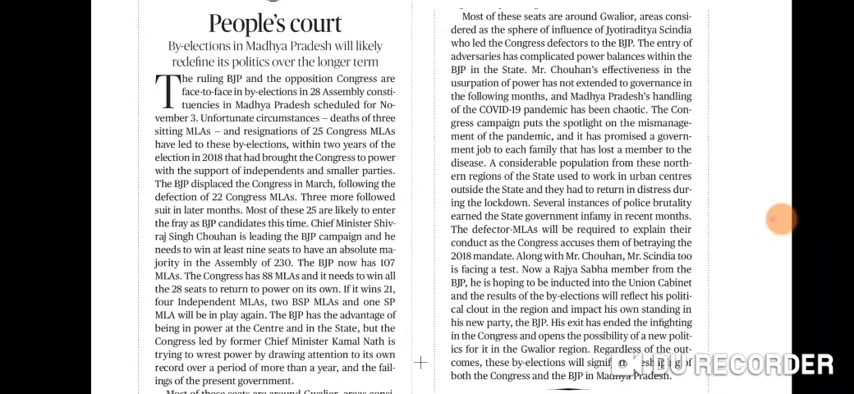 People's court
By-elections in Madhya Pradesh will likely
redefine its politics over the longer term
The ruling BJP and the opposition Congress are
face-to-face in by-elections in 28 Assembly consti-
tuencies in Madhya Pradesh scheduled for No-
vember 3. Unfortunate circumstances – deaths of three
sitting MLAs – and resignations of 25 Congress MLAs
have led to these by-elections, within two years of the
election in 2018 that had brought the Congress to power
with the support of independents and smaller parties.
The BJP displaced the Congress in March, following the
defection of 22 Congress MLAs. Three more followed
suit in later months. Most of these 25 are likely to enter
the fray as BJP candidates this time. Chief Minister Shiv-
raj Singh Chouhan is leading the BJP campaign and he
needs to win at least nine seats to have an absolute ma-
jority in the Assembly of 230. The BJP now has 107
MLAs. The Congress has 88 MLAs and it needs to win all
the 28 seats to return to power on its own. If it wins 21,
four Independent MLAs, two BSP MLAs and one SP
MLA will be in play again. The BJP has the advantage of
being in power at the Centre and in the State, but the
Congress led by former Chief Minister Kamal Nath is
trying to wrest power by drawing attention to its own
record over a period of more than a year, and the fail-
ings of the present government.
Most of these seats are around Gwalior, areas consi-
Most of these seats are around Gwalior, areas consi-
dered as the sphere of influence of Jyotiraditya Scindia
who led the Congress defectors to the BJP. The entry of
adversaries has complicated power balances within the
BJP in the State. Mr. Chouhan's effectiveness in the
usurpation of power has not extended to governance in
the following months, and Madhya Pradesh's handling
of the COVID-19 pandemic has been chaotic. The Con-
gress campaign puts the spotlight on the mismanage-
ment of the pandemic, and it has promised a govern-
ment job to each family that has lost a member to the
disease. A considerable population from these north-
ern regions of the State used to work in urban centres
outside the State and they had to return in distress dur-
ing the lockdown. Several instances of police brutality
earned the State government infamy in recent months.
The defector-MLAs will be required to explain their
conduct as the Congress accuses them of betraying the
2018 mandate. Along with Mr. Chouhan, Mr. Scindia too
is facing a test. Now a Rajya Sabha member from the
BJP, he is hoping to be inducted into the Union Cabinet
and the results of the by-elections will reflect his politi-
cal clout in the region and impact his own standing in
his new party, the BJP. His exit has ended the infighting
in the Congress and opens the possibility of a new polit-
ics for it in the Gwalior region. Regardless of the out-
comes, these by-elections will of
both the Congress and the BJP in Madhya Pradesh.
DU RECORDER